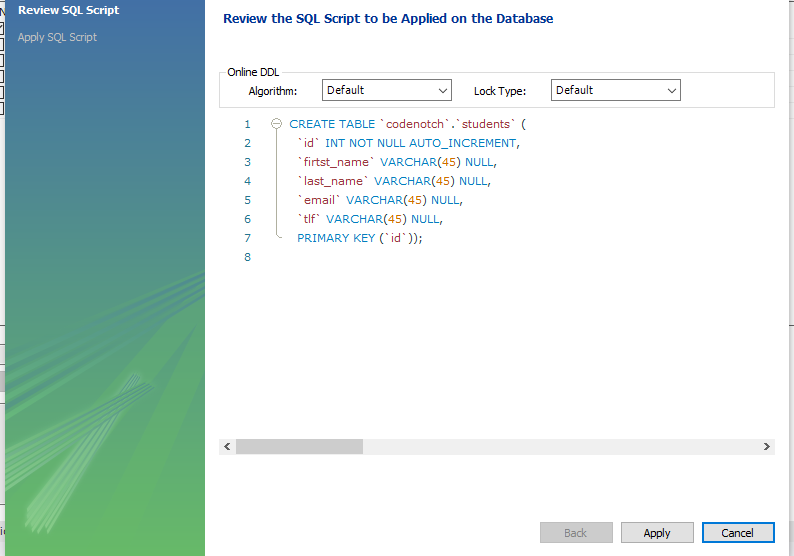 Review SQL Script
Apply SQL Script
Review the SQL Script to be Applied on the Database
Online DDL
Algorithm: Default Lock Type: Default
1 CREATE TABLE `codenotch`.`students` (
2 `id` INT NOT NULL AUTO_INCREMENT,
3 `firtst_name` VARCHAR(45) NULL,
4 `last_name` VARCHAR(45) NULL,
5 `email` VARCHAR(45) NULL,
6 `tlf` VARCHAR(45) NULL,
7 PRIMARY KEY (`id`));
8
Back Apply Cancel